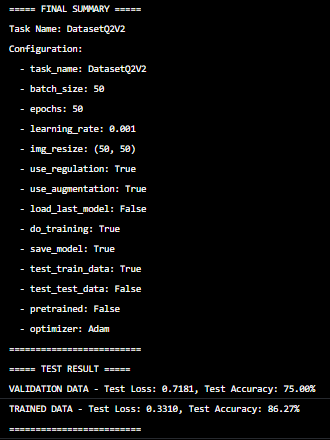 ===== FINAL SUMMARY =====
Task Name: DatasetQ2V2
Configuration:
- task_name: DatasetQ2V2
- batch_size: 50
- epochs: 50
- learning_rate: 0.001
- img_resize: (50, 50)
- use_regulation: True
- use_augmentation: True
- load_last_model: False
- do_training: True
- save_model: True
- test_train_data: True
- test_test_data: False
- pretrained: False
- optimizer: Adam
=========================
===== TEST RESULT =====
VALIDATION DATA - Test Loss: 0.7181, Test Accuracy: 75.00%
TRAINED DATA - Test Loss: 0.3310, Test Accuracy: 86.27%
=========================